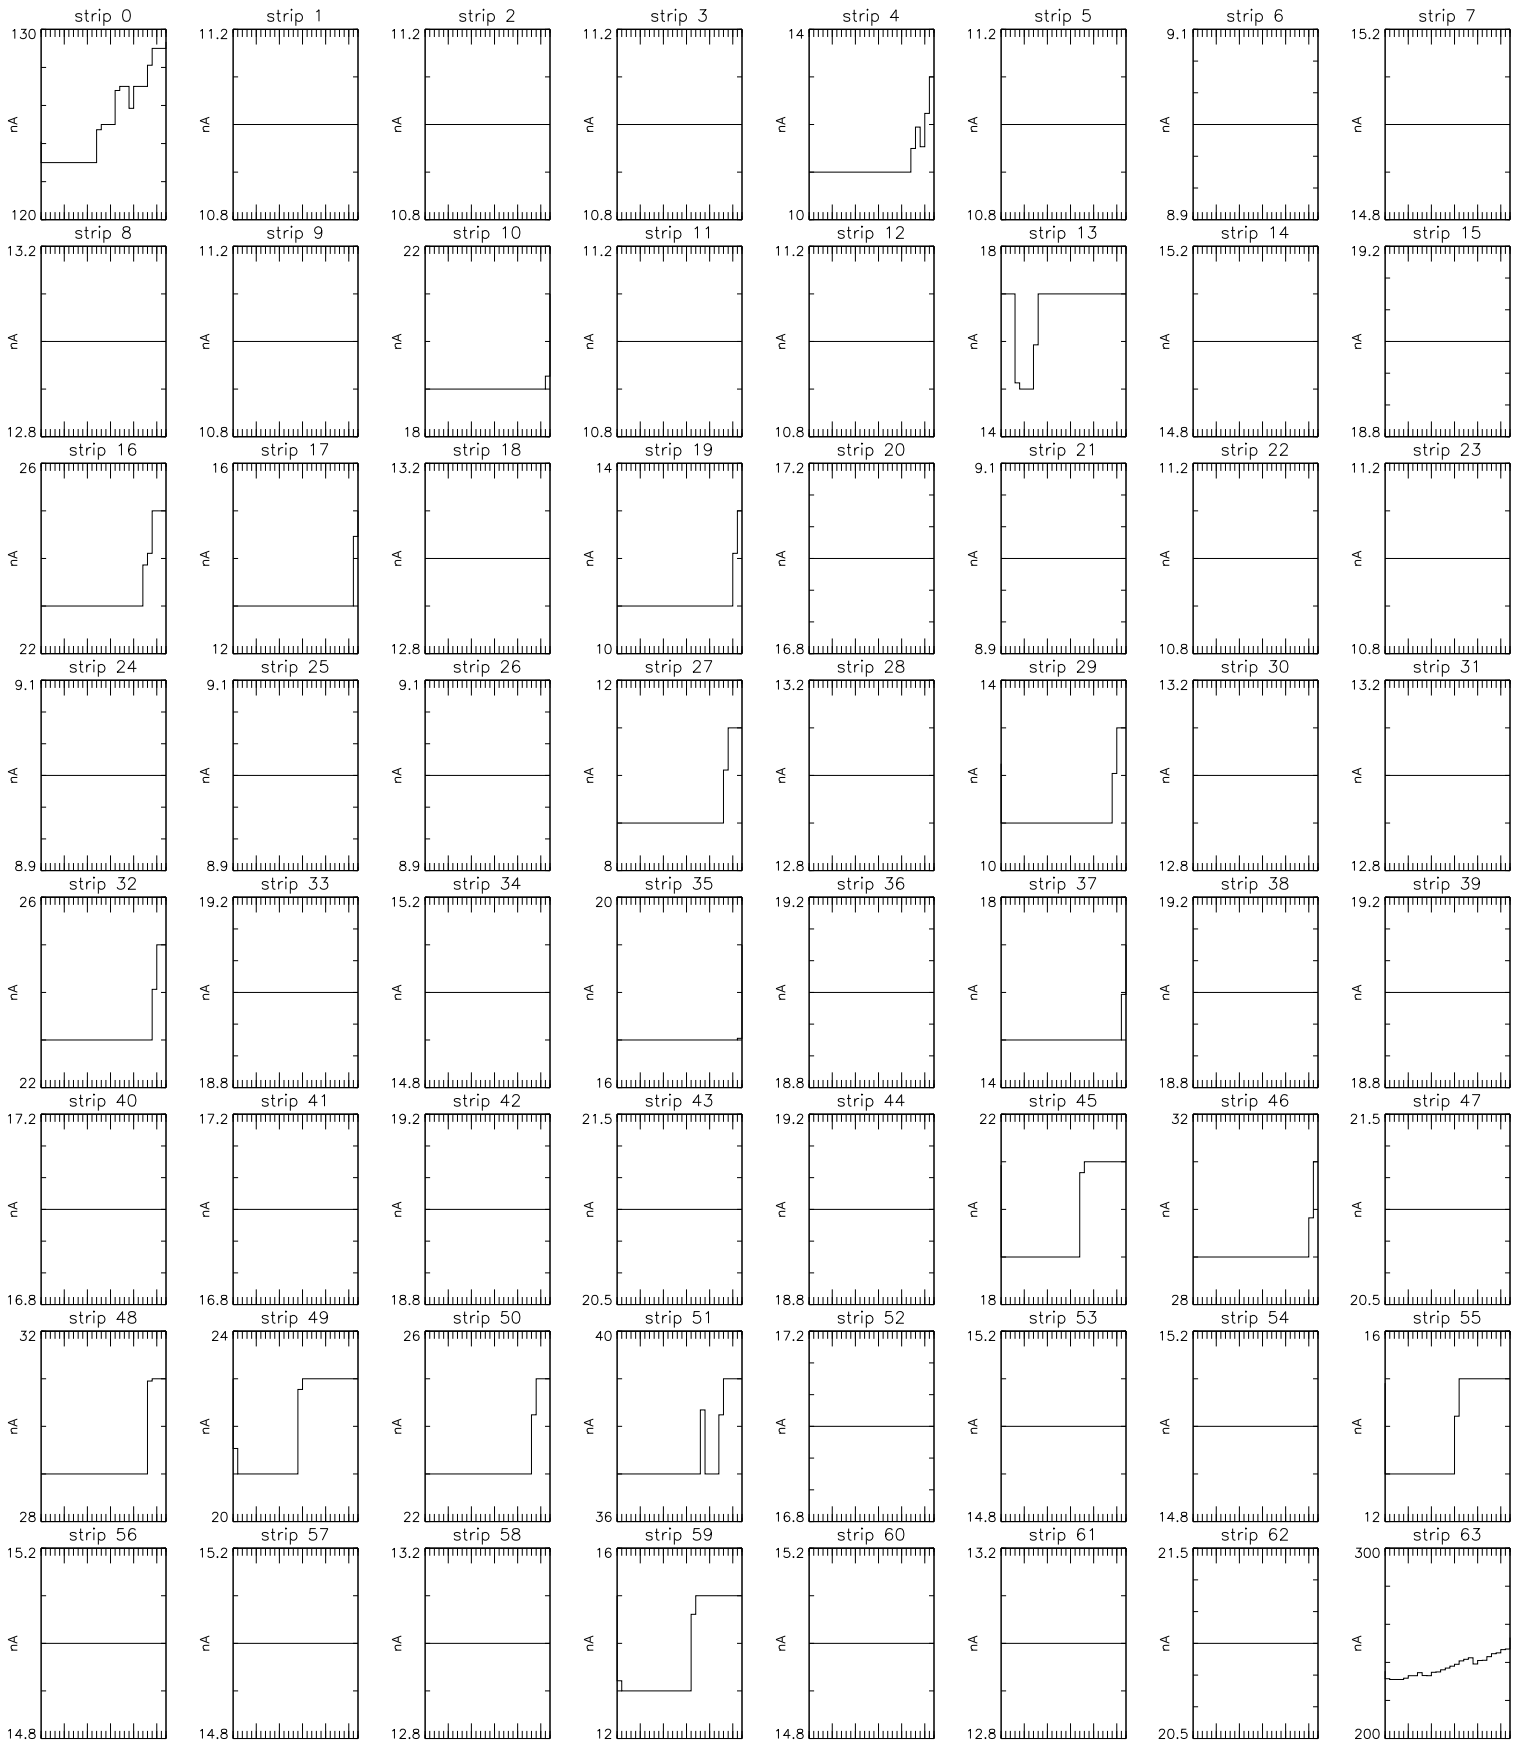 strip 0 strip 1 strip 2 strip 3 strip 4 strip 5 strip 6 strip 7
130 11.2 11.2 11.2 14 11.2 9.1 15.2
nA nA nA nA nA nA nA nA
120 10.8 10.8 10.8 10 10.8 8.9 14.8
strip 8 strip 9 strip 10 strip 11 strip 12 strip 13 strip 14 strip 15
13.2 11.2 22 11.2 11.2 18 15.2 19.2
nA nA nA nA nA nA nA nA
12.8 10.8 18 10.8 10.8 14 14.8 18.8
strip 16 strip 17 strip 18 strip 19 strip 20 strip 21 strip 22 strip 23
26 16 13.2 14 17.2 9.1 11.2 11.2
nA nA nA nA nA nA nA nA
22 12 12.8 10 16.8 8.9 10.8 10.8
strip 24 strip 25 strip 26 strip 27 strip 28 strip 29 strip 30 strip 31
9.1 9.1 9.1 12 13.2 14 13.2 13.2
nA nA nA nA nA nA nA nA
8.9 8.9 8.9 8 12.8 10 12.8 12.8
strip 32 strip 33 strip 34 strip 35 strip 36 strip 37 strip 38 strip 39
26 19.2 15.2 20 19.2 18 19.2 19.2
nA nA nA nA nA nA nA nA
22 18.8 14.8 16 18.8 14 18.8 18.8
strip 40 strip 41 strip 42 strip 43 strip 44 strip 45 strip 46 strip 47
17.2 17.2 19.2 21.5 19.2 22 32 21.5
nA nA nA nA nA nA nA nA
16.8 16.8 18.8 20.5 18.8 18 28 20.5
strip 48 strip 49 strip 50 strip 51 strip 52 strip 53 strip 54 strip 55
32 24 26 40 17.2 15.2 15.2 16
nA nA nA nA nA nA nA nA
28 20 22 36 16.8 14.8 14.8 12
strip 56 strip 57 strip 58 strip 59 strip 60 strip 61 strip 62 strip 63
15.2 15.2 13.2 16 15.2 13.2 21.5 300
nA nA nA nA nA nA nA nA
14.8 14.8 12.8 12 14.8 12.8 20.5 200